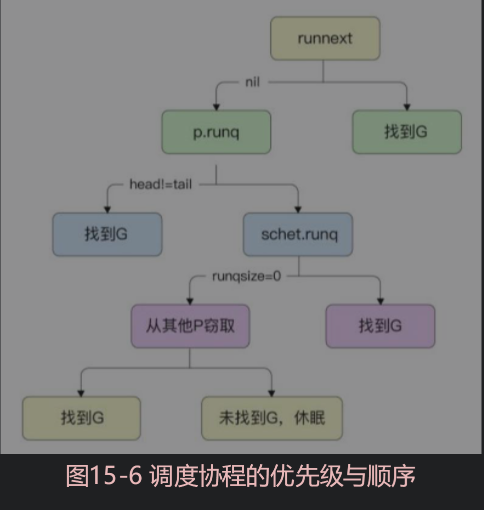 runnext
nil
p.runq
找到G
head!=tail
找到G
schet.runq
runqsize=0
从其他P窃取
找到G
找到G
未找到G，休眠
图15-6 调度协程的优先级与顺序